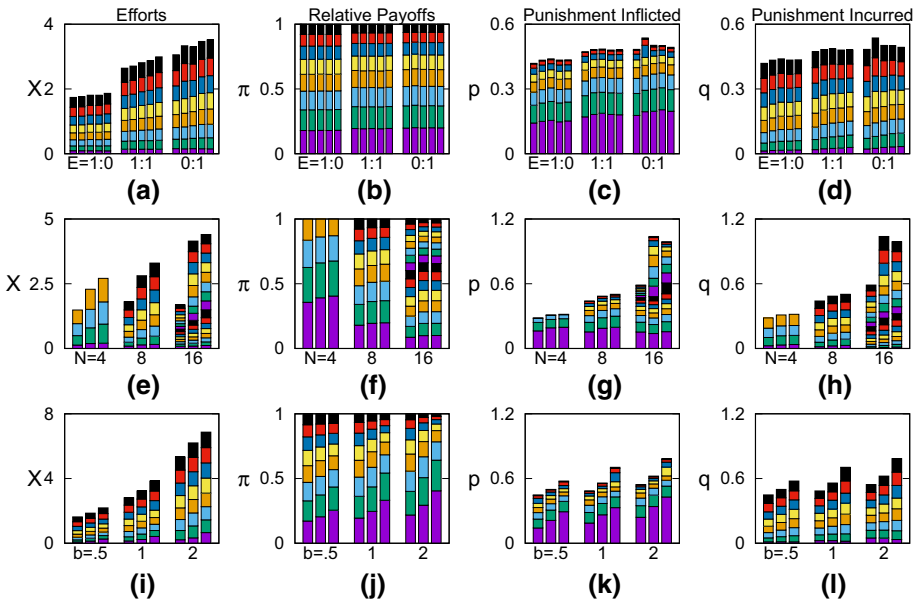 Efforts Relative Payoffs Punishment Inflicted Punishment Incurred
4 1 0.6 0.6
X 2 π 0.5 p 0.3 q 0.3
0 0 0 0
E=1:0 1:1 0:1 E=1:0 1:1 0:1 E=1:0 1:1 0:1 E=1:0 1:1 0:1
(a) (b) (c) (d)
5 1 1.2 1.2
X 2.5 π 0.5 p 0.6 q 0.6
0 0 0 0
N=4 8 16 N=4 8 16 N=4 8 16 N=4 8 16
(e) (f) (g) (h)
8 1 1.2 1.2
X 4 π 0.5 p 0.6 q 0.6
0 0 0 0
b=.5 1 2 b=.5 1 2 b=.5 1 2 b=.5 1 2
(i) (j) (k) (l)